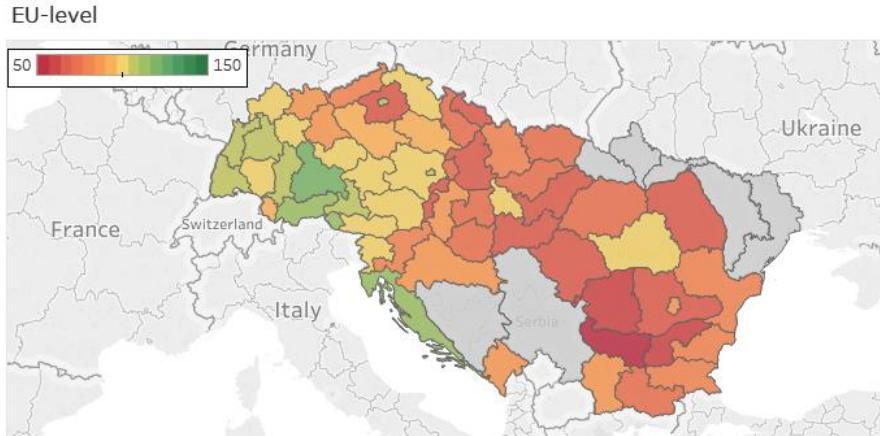 EU-level
50 150
Germany
Ukraine
France
Switzerland
Italy
Serbia